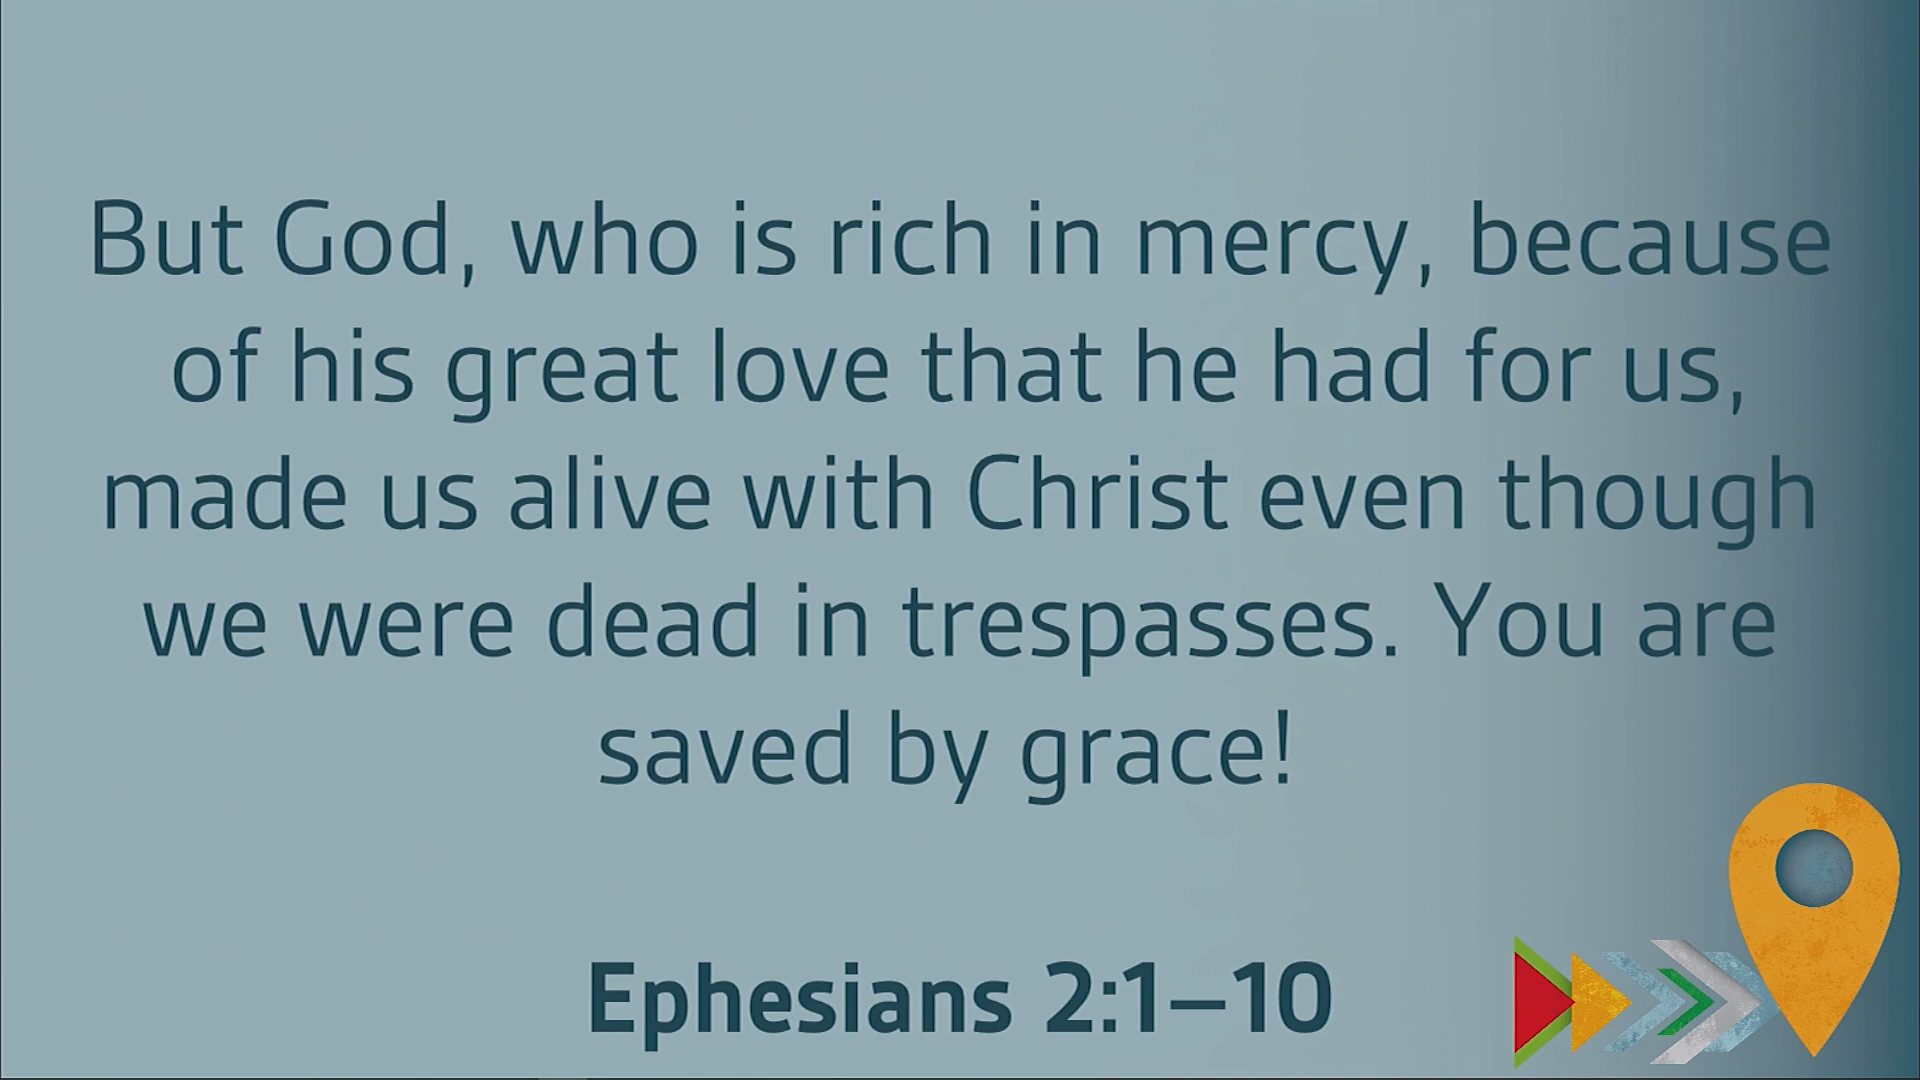 But God, who is rich in mercy, because
of his great love that he had for us,
made us alive with Christ even though
we were dead in trespasses. You are
saved by grace!
Ephesians 2:1–10